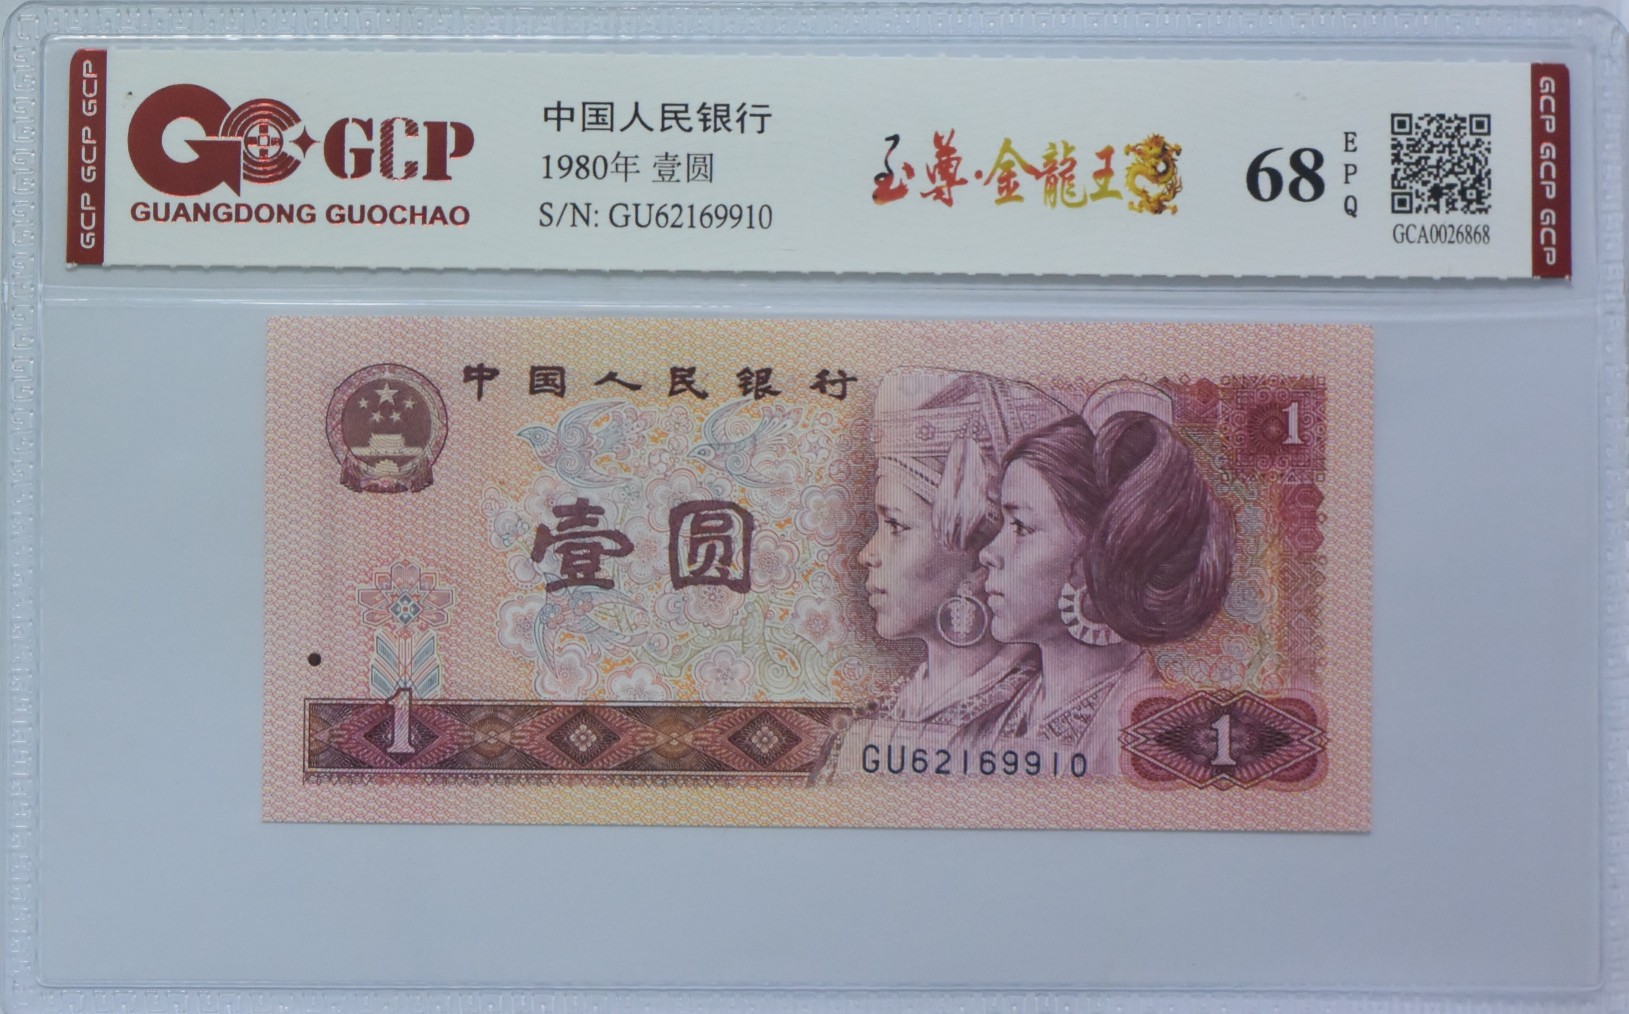 GCP GCP GCP
GCP
GUANGDONG GUOCHAO
中国人民银行
1980年 壹圆
S/N: GU62169910
至尊·金龍王
68
EPQ
GCA0026868
GCP GCP GCP
中国人民银行
1
壹圆
1
GU62169910
1